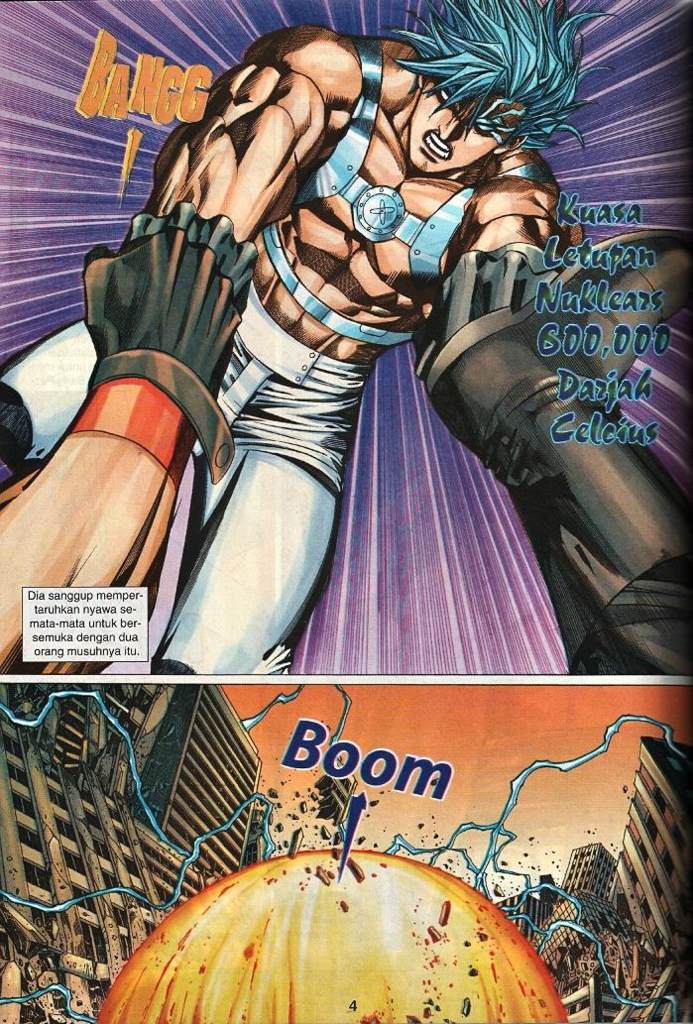 BANGG
!
Kuasa
Letupan
Nuklears
600,000
Darjah
Celcius
Dia sanggup memper-
taruhkan nyawa se-
mata-mata untuk ber-
semuka dengan dua
orang musuhnya itu.
Boom
!
4